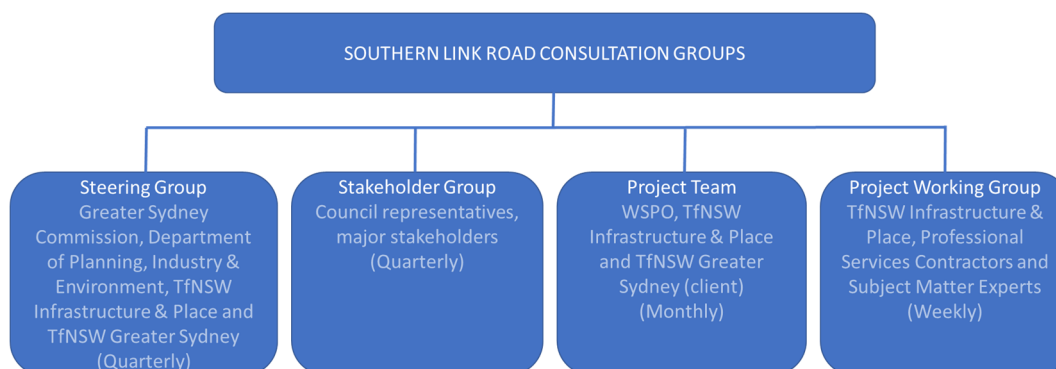 SOUTHERN LINK ROAD CONSULTATION GROUPS
Steering Group
Greater Sydney
Commission, Department
of Planning, Industry &
Environment, TfNSW
Infrastructure & Place and
TfNSW Greater Sydney
(Quarterly)
Stakeholder Group
Council representatives,
major stakeholders
(Quarterly)
Project Team
WSPO, TfNSW
Infrastructure & Place
and TfNSW Greater
Sydney (client)
(Monthly)
Project Working Group
TfNSW Infrastructure &
Place, Professional
Services Contractors and
Subject Matter Experts
(Weekly)